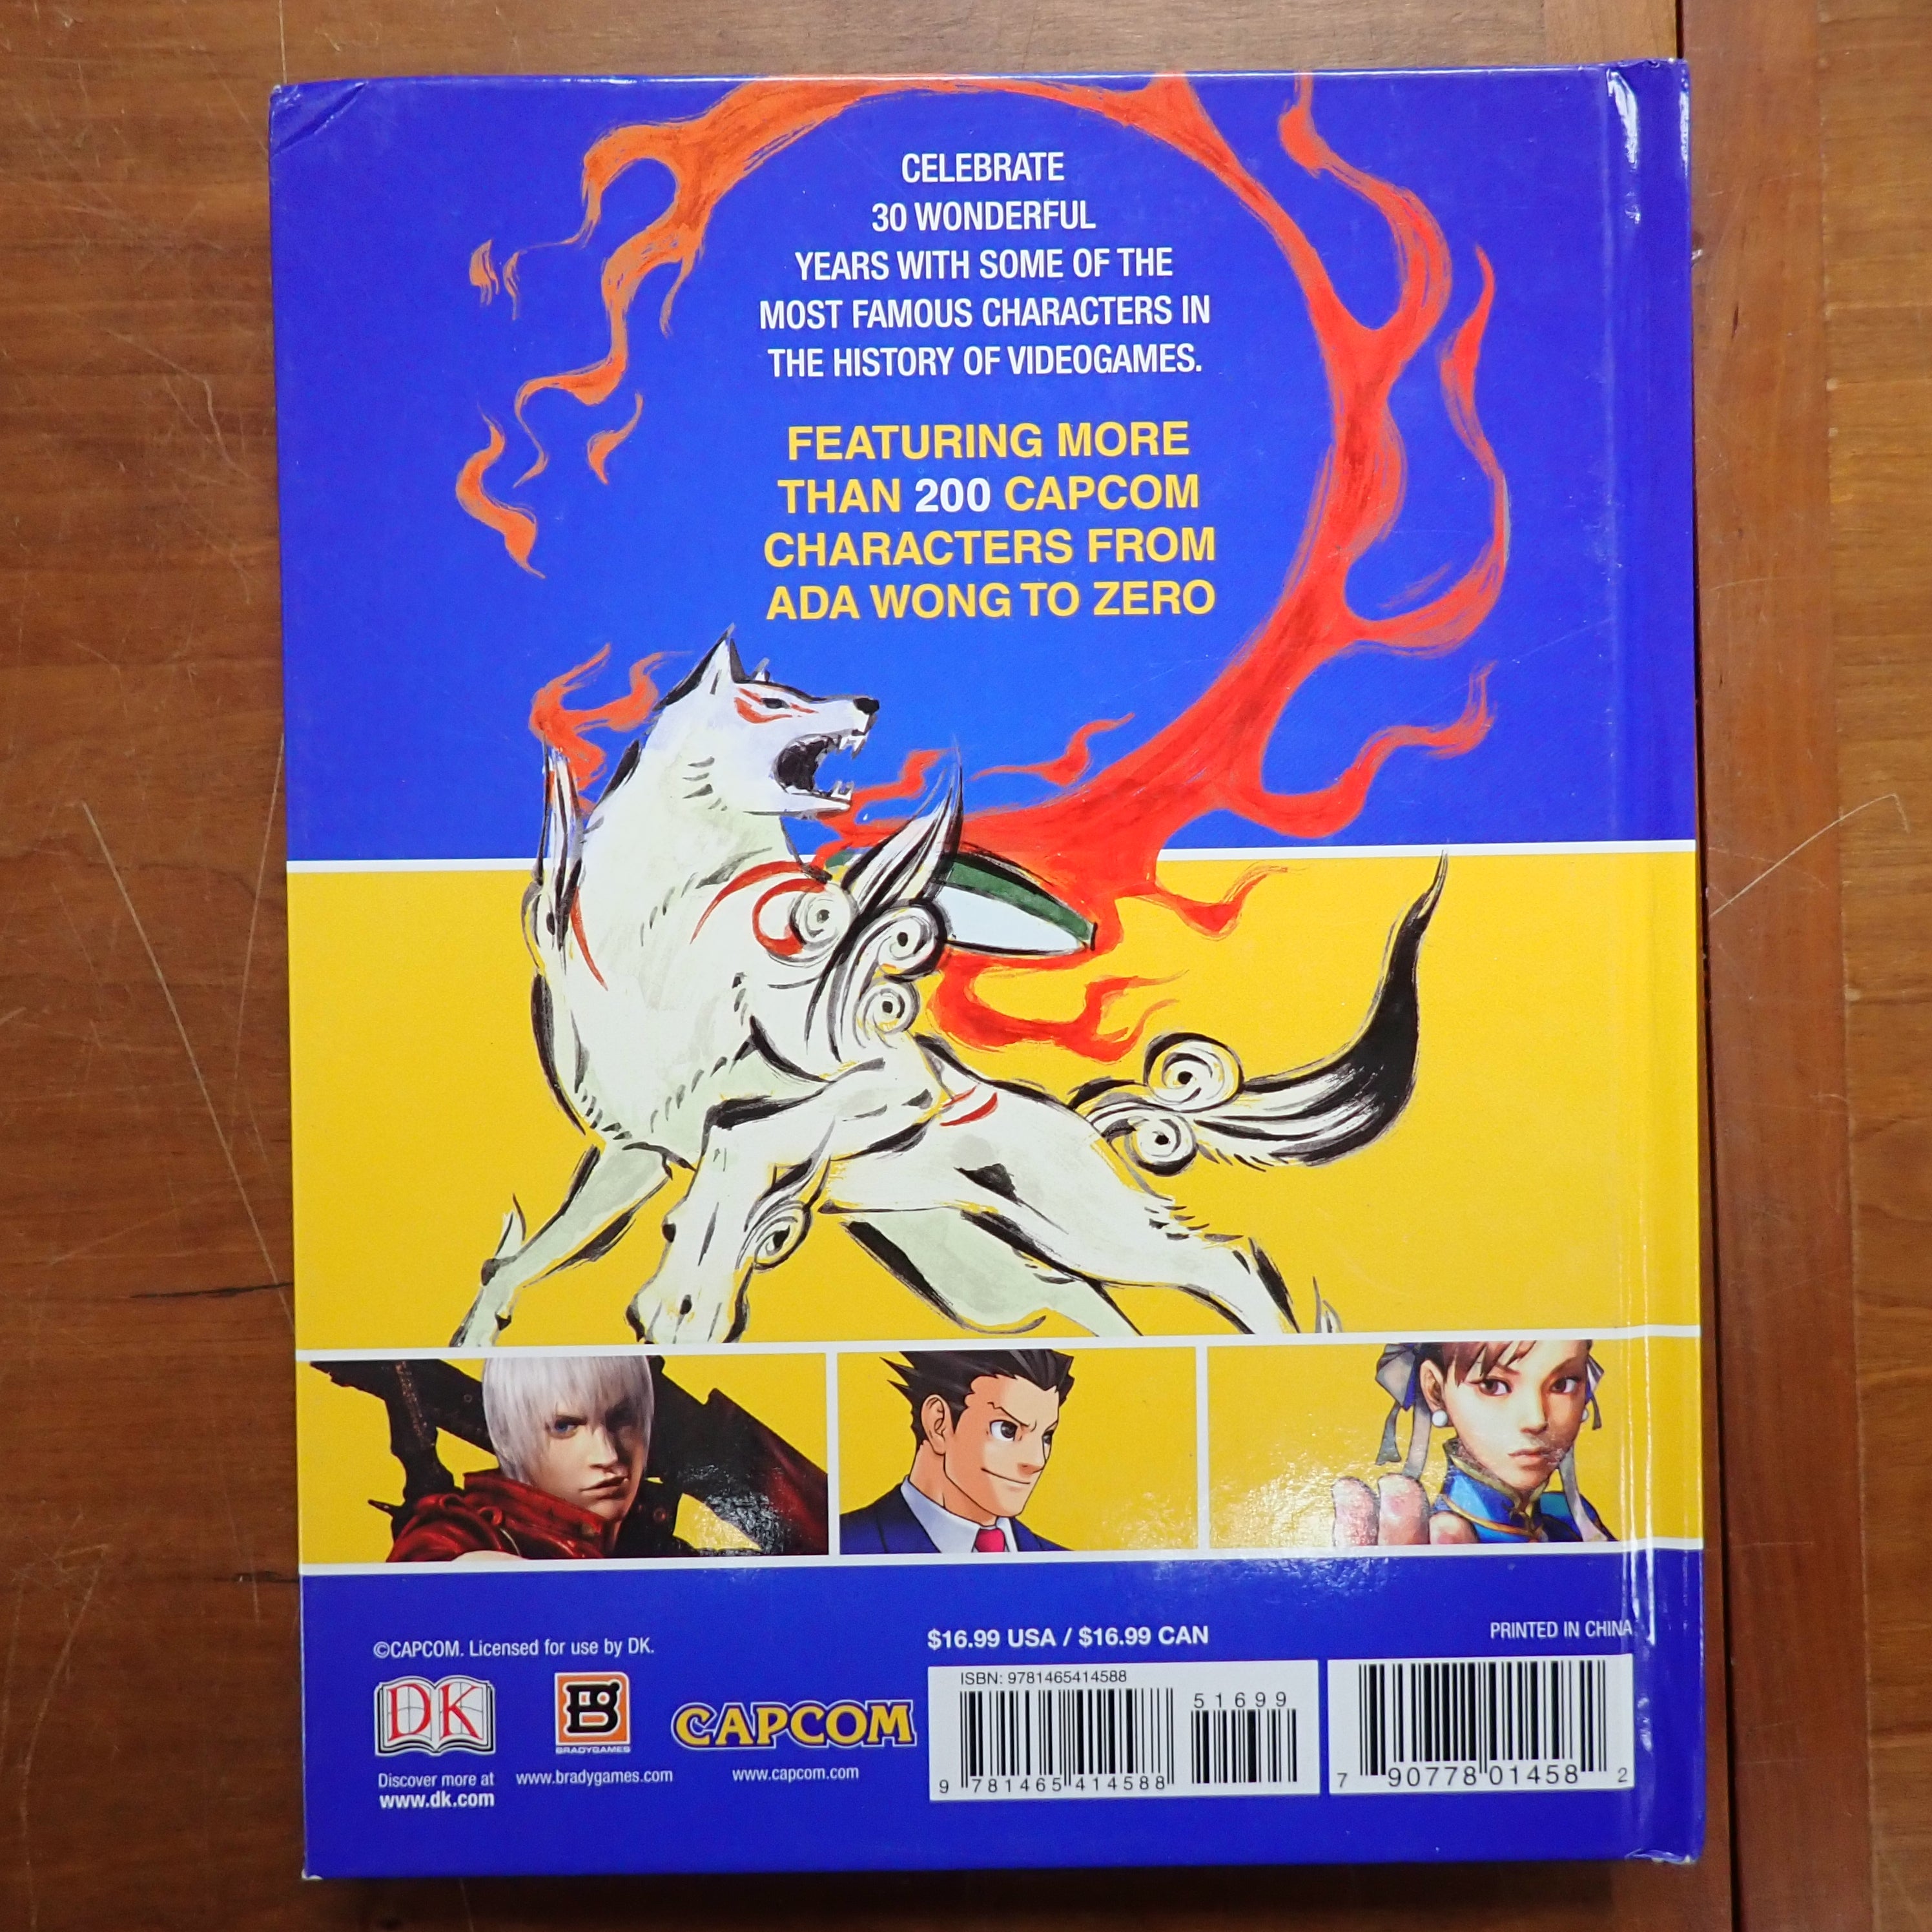 CELEBRATE
30 WONDERFUL
YEARS WITH SOME OF THE
MOST FAMOUS CHARACTERS IN
THE HISTORY OF VIDEOGAMES.
FEATURING MORE
THAN 200 CAPCOM
CHARACTERS FROM
ADA WONG TO ZERO
©CAPCOM. Licensed for use by DK.
DK
Discover more at
www.dk.com
BG
BRADYGAMES
www.bradygames.com
CAPCOM
www.capcom.com
$16.99 USA / $16.99 CAN
ISBN: 9781465414588
51699
9 781465 414588
PRINTED IN CHINA
7 90778 01458 2